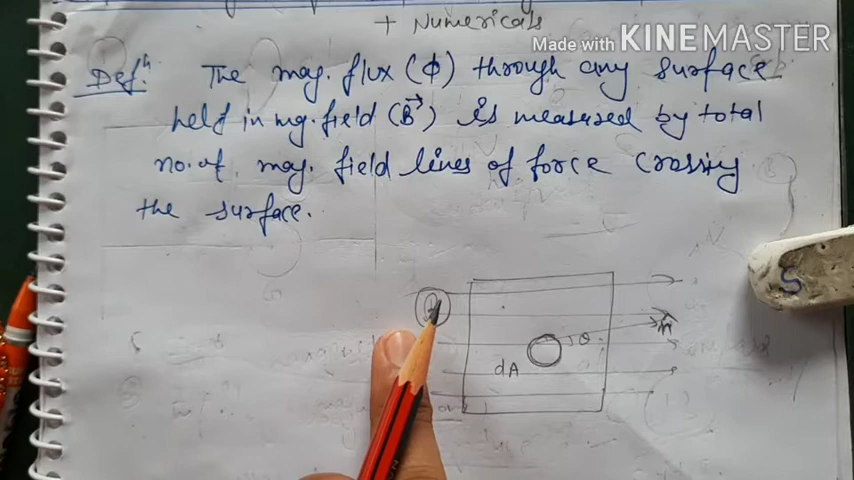 + Numericals
Made with KINEMASTER
Defⁿ The mag. flux (ϕ) through any surface
held in mg. field (B⃗) is measured by total
no. of mag. field lines of force crossing
the surface.
B
n̂
θ
dA
S